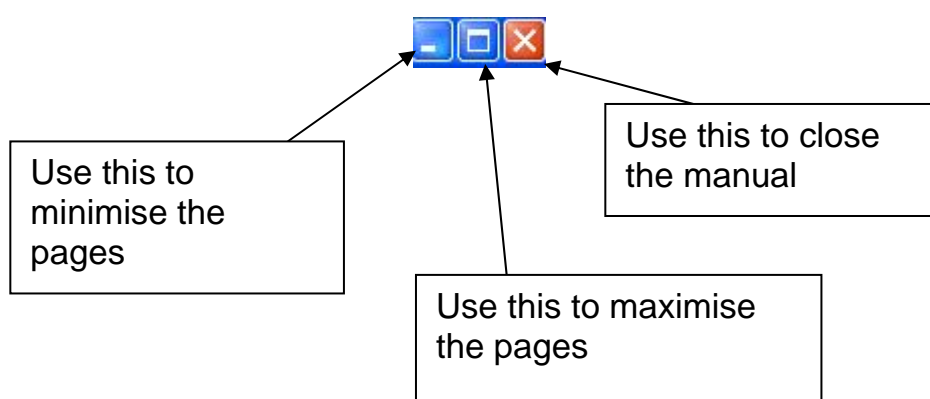 Use this to close
the manual
Use this to
minimise the
pages
Use this to maximise
the pages